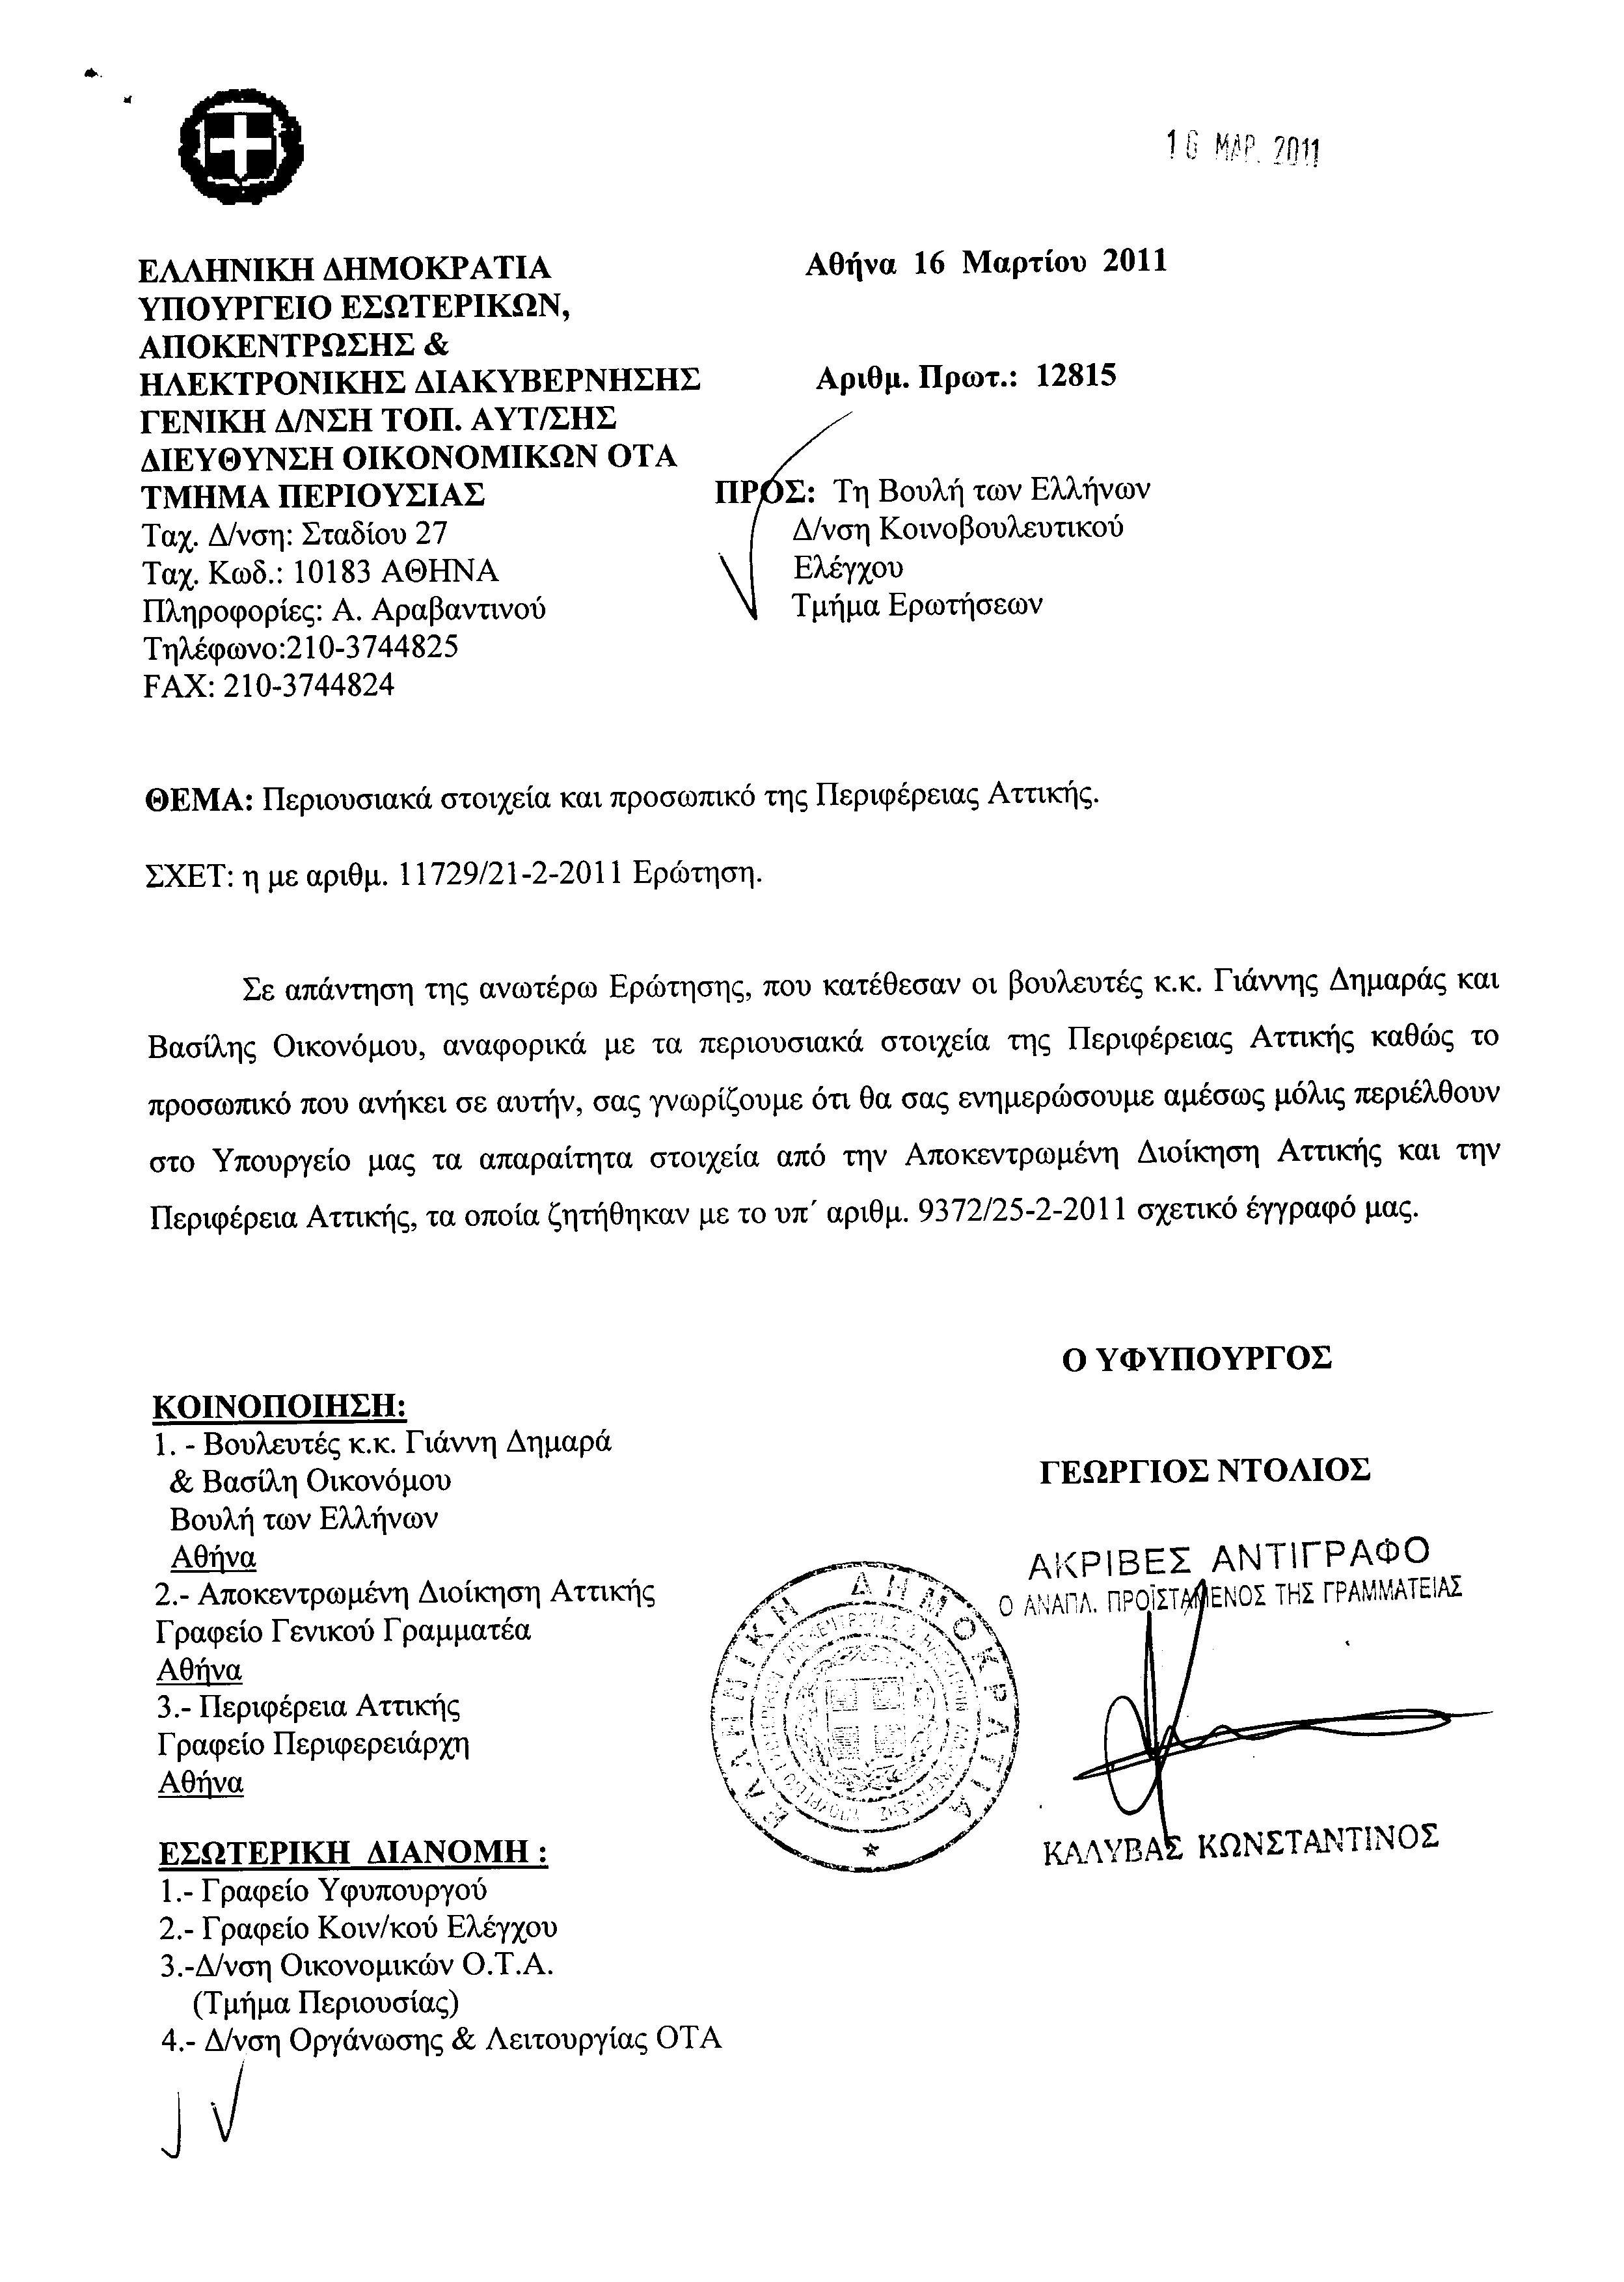 16 ΜΑΡ. 2011
ΕΛΛΗΝΙΚΗ ΔΗΜΟΚΡΑΤΙΑ
ΥΠΟΥΡΓΕΙΟ ΕΣΩΤΕΡΙΚΩΝ,
ΑΠΟΚΕΝΤΡΩΣΗΣ &
ΗΛΕΚΤΡΟΝΙΚΗΣ ΔΙΑΚΥΒΕΡΝΗΣΗΣ
ΓΕΝΙΚΗ Δ/ΝΣΗ ΤΟΠ. ΑΥΤ/ΣΗΣ
ΔΙΕΥΘΥΝΣΗ ΟΙΚΟΝΟΜΙΚΩΝ ΟΤΑ
ΤΜΗΜΑ ΠΕΡΙΟΥΣΙΑΣ
Ταχ. Δ/νση: Σταδίου 27
Ταχ. Κωδ.: 10183 ΑΘΗΝΑ
Πληροφορίες: Α. Αραβαντινού
Τηλέφωνο:210-3744825
FAX: 210-3744824
Αθήνα 16 Μαρτίου 2011
Αριθμ. Πρωτ.: 12815
ΠΡΟΣ: Τη Βουλή των Ελλήνων
Δ/νση Κοινοβουλευτικού
Ελέγχου
Τμήμα Ερωτήσεων
ΘΕΜΑ: Περιουσιακά στοιχεία και προσωπικό της Περιφέρειας Αττικής.
ΣΧΕΤ: η με αριθμ. 11729/21-2-2011 Ερώτηση.
Σε απάντηση της ανωτέρω Ερώτησης, που κατέθεσαν οι βουλευτές κ.κ. Γιάννης Δημαράς και
Βασίλης Οικονόμου, αναφορικά με τα περιουσιακά στοιχεία της Περιφέρειας Αττικής καθώς το
προσωπικό που ανήκει σε αυτήν, σας γνωρίζουμε ότι θα σας ενημερώσουμε αμέσως μόλις περιέλθουν
στο Υπουργείο μας τα απαραίτητα στοιχεία από την Αποκεντρωμένη Διοίκηση Αττικής και την
Περιφέρεια Αττικής, τα οποία ζητήθηκαν με το υπ΄ αριθμ. 9372/25-2-2011 σχετικό έγγραφό μας.
Ο ΥΦΥΠΟΥΡΓΟΣ
ΓΕΩΡΓΙΟΣ ΝΤΟΛΙΟΣ
ΚΟΙΝΟΠΟΙΗΣΗ:
1. - Βουλευτές κ.κ. Γιάννη Δημαρά
& Βασίλη Οικονόμου
Βουλή των Ελλήνων
Αθήνα
2.- Αποκεντρωμένη Διοίκηση Αττικής
Γραφείο Γενικού Γραμματέα
Αθήνα
3.- Περιφέρεια Αττικής
Γραφείο Περιφερειάρχη
Αθήνα
ΑΚΡΙΒΕΣ ΑΝΤΙΓΡΑΦΟ
Ο ΑΝΑΠΛ. ΠΡΟΪΣΤΑΜΕΝΟΣ ΤΗΣ ΓΡΑΜΜΑΤΕΙΑΣ
ΕΛΛΗΝΙΚΗ ΔΗΜΟΚΡΑΤΙΑ
ΚΑΛΥΒΑΣ ΚΩΝΣΤΑΝΤΙΝΟΣ
ΕΣΩΤΕΡΙΚΗ ΔΙΑΝΟΜΗ :
1.- Γραφείο Υφυπουργού
2.- Γραφείο Κοιν/κού Ελέγχου
3.-Δ/νση Οικονομικών Ο.Τ.Α.
(Τμήμα Περιουσίας)
4.- Δ/νση Οργάνωσης & Λειτουργίας ΟΤΑ